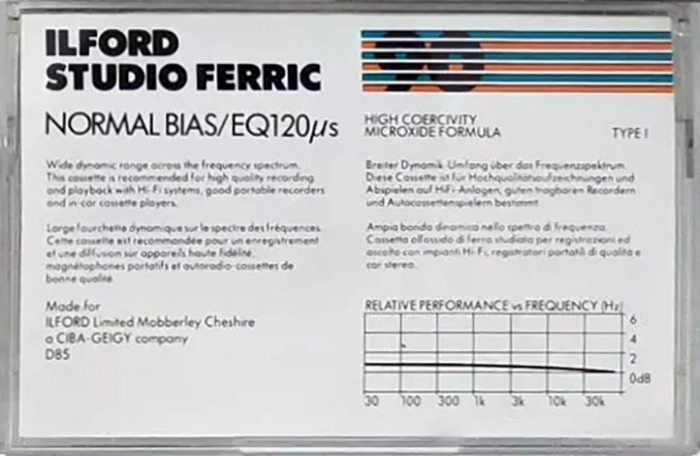 ILFORD
STUDIO FERRIC
NORMAL BIAS/EQ120µs
Wide dynamic range across the frequency spectrum.
This cassette is recommended for high quality recording
and playback with Hi-Fi systems, good portable recorders
and in-car cassette players.
Large fourchette dynamique sur le spectre des fréquences.
Cette cassette est recommandée pour un enregistrement
et une diffusion sur appareils haute fidélité,
magnétophones portatifs et autoradio-cassettes de
bonne qualité.
Made for
ILFORD Limited Mobberley Cheshire
a CIBA-GEIGY company
D85
90
HIGH COERCIVITY
MICROXIDE FORMULA TYPE I
Breiter Dynamik-Umfang über das Frequenzspektrum.
Diese Cassette ist für Hochqualitätsaufzeichnungen und
Abspielen auf HiFi-Anlagen, guten tragbaren Recordern
und Autocassettenspielern bestimmt.
Ampia banda dinamica nello spettro di frequenza.
Cassetta all'ossido di ferro studiata per registrazioni ed
ascolto con impianti Hi-Fi, registratori portatili di qualità e
car stereo.
RELATIVE PERFORMANCE vs FREQUENCY (Hz)
6
4
2
0dB
30 100 300 1k 3k 10k 30k